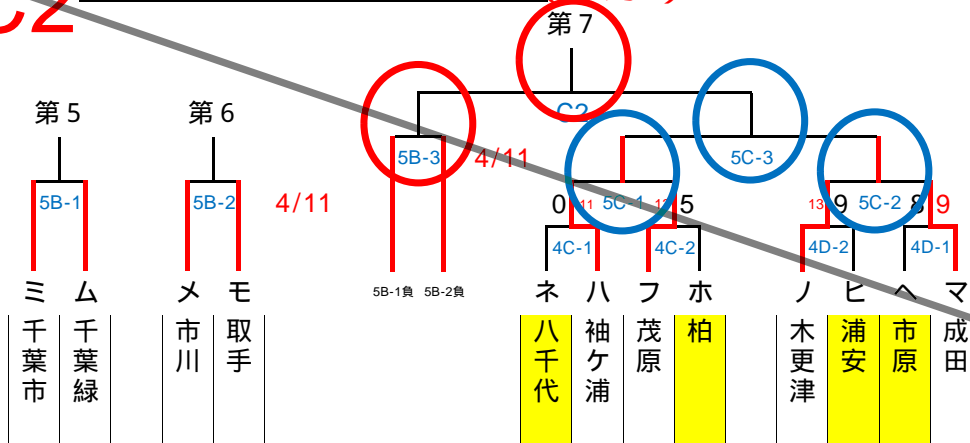 C2
第7
C2
第5
第6
5B-3
4/11
5C-3
5B-1
5B-2
4/11
0
11
5C-1
5
13
9
5C-2
8
9
4C-1
4C-2
4D-2
4D-1
ミ ム メ モ
5B-1負 5B-2負
ネ ハ フ ホ ノ ヒ ヘ マ
千葉市
千葉緑
市川
取手
八千代
袖ケ浦
茂原
柏
木更津
浦安
市原
成田